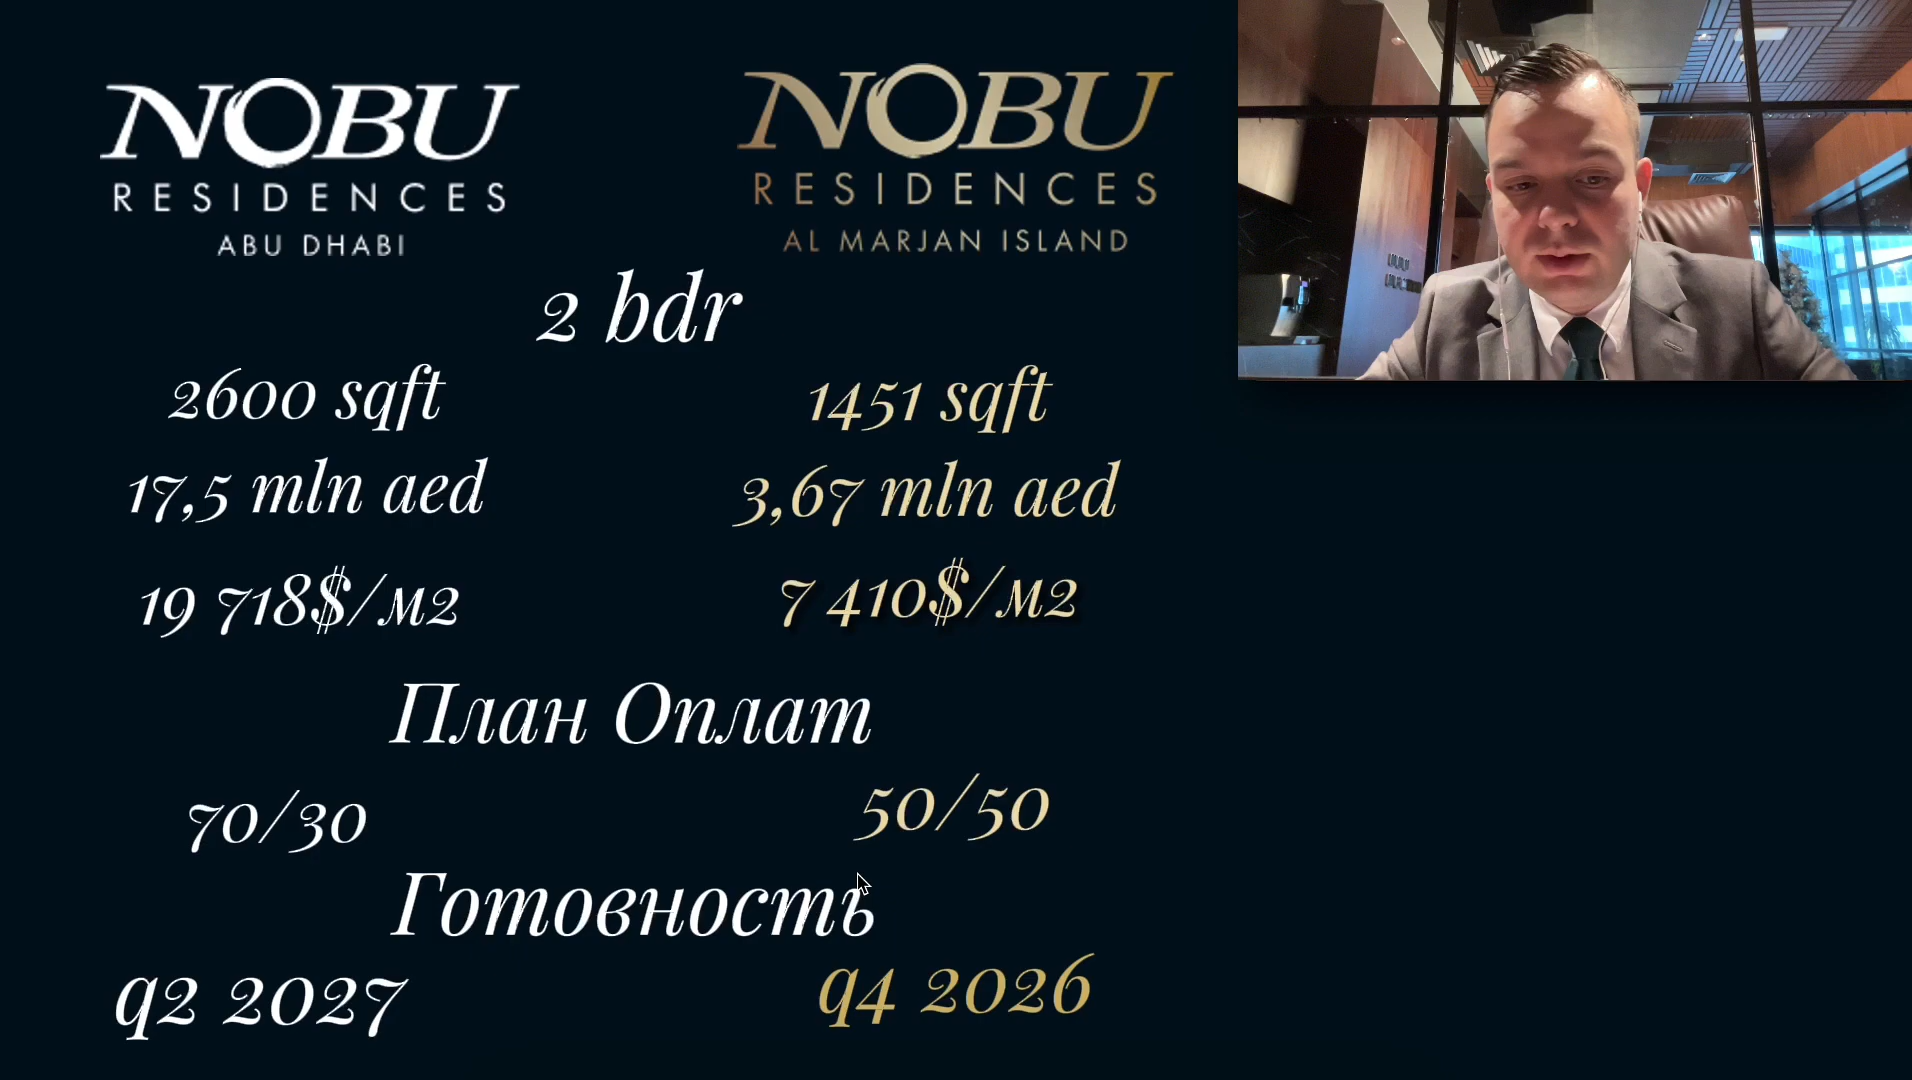 NOBU
RESIDENCES
ABU DHABI
NOBU
RESIDENCES
AL MARJAN ISLAND
2 bdr
2600 sqft
1451 sqft
17,5 mln aed
3,67 mln aed
19 718$/м2
7 410$/м2
План Оплат
70/30
50/50
Готовность
q2 2027
q4 2026